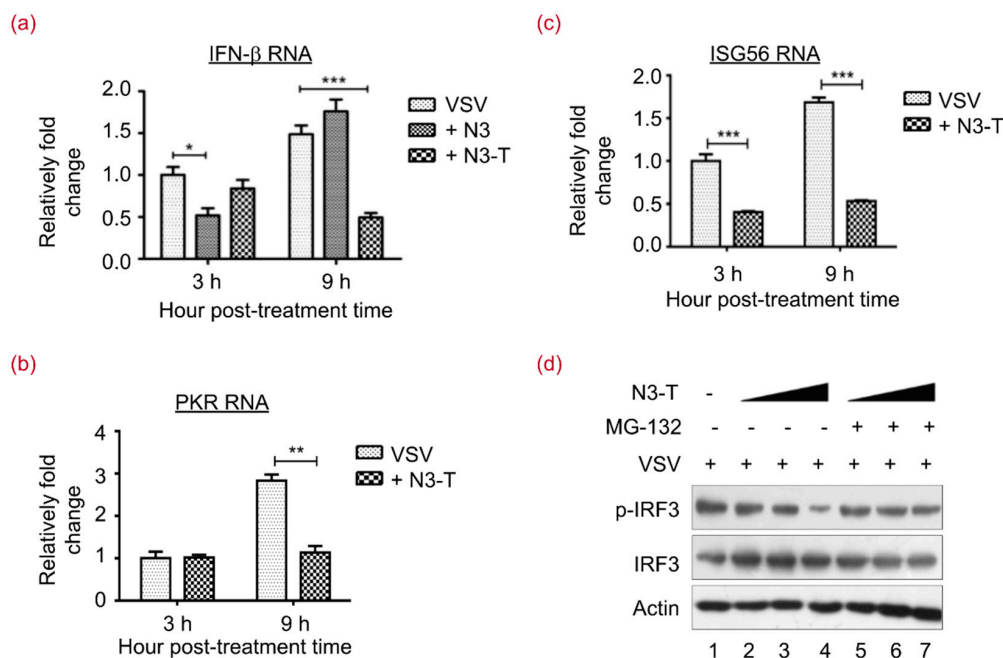 (a)
IFN-β RNA
Relatively fold
change
2.0
1.5
1.0
0.5
0.0
*
***
3 h
9 h
Hour post-treatment time
VSV
+ N3
+ N3-T
(c)
ISG56 RNA
Relatively fold
change
2.0
1.5
1.0
0.5
0.0
***
***
3 h
9 h
Hour post-treatment time
VSV
+ N3-T
(b)
PKR RNA
Relatively fold
change
4
3
2
1
0
**
3 h
9 h
Hour post-treatment time
VSV
+ N3-T
(d)
N3-T -
MG-132 - - - - + + +
VSV + + + + + + +
p-IRF3
IRF3
Actin
1 2 3 4 5 6 7